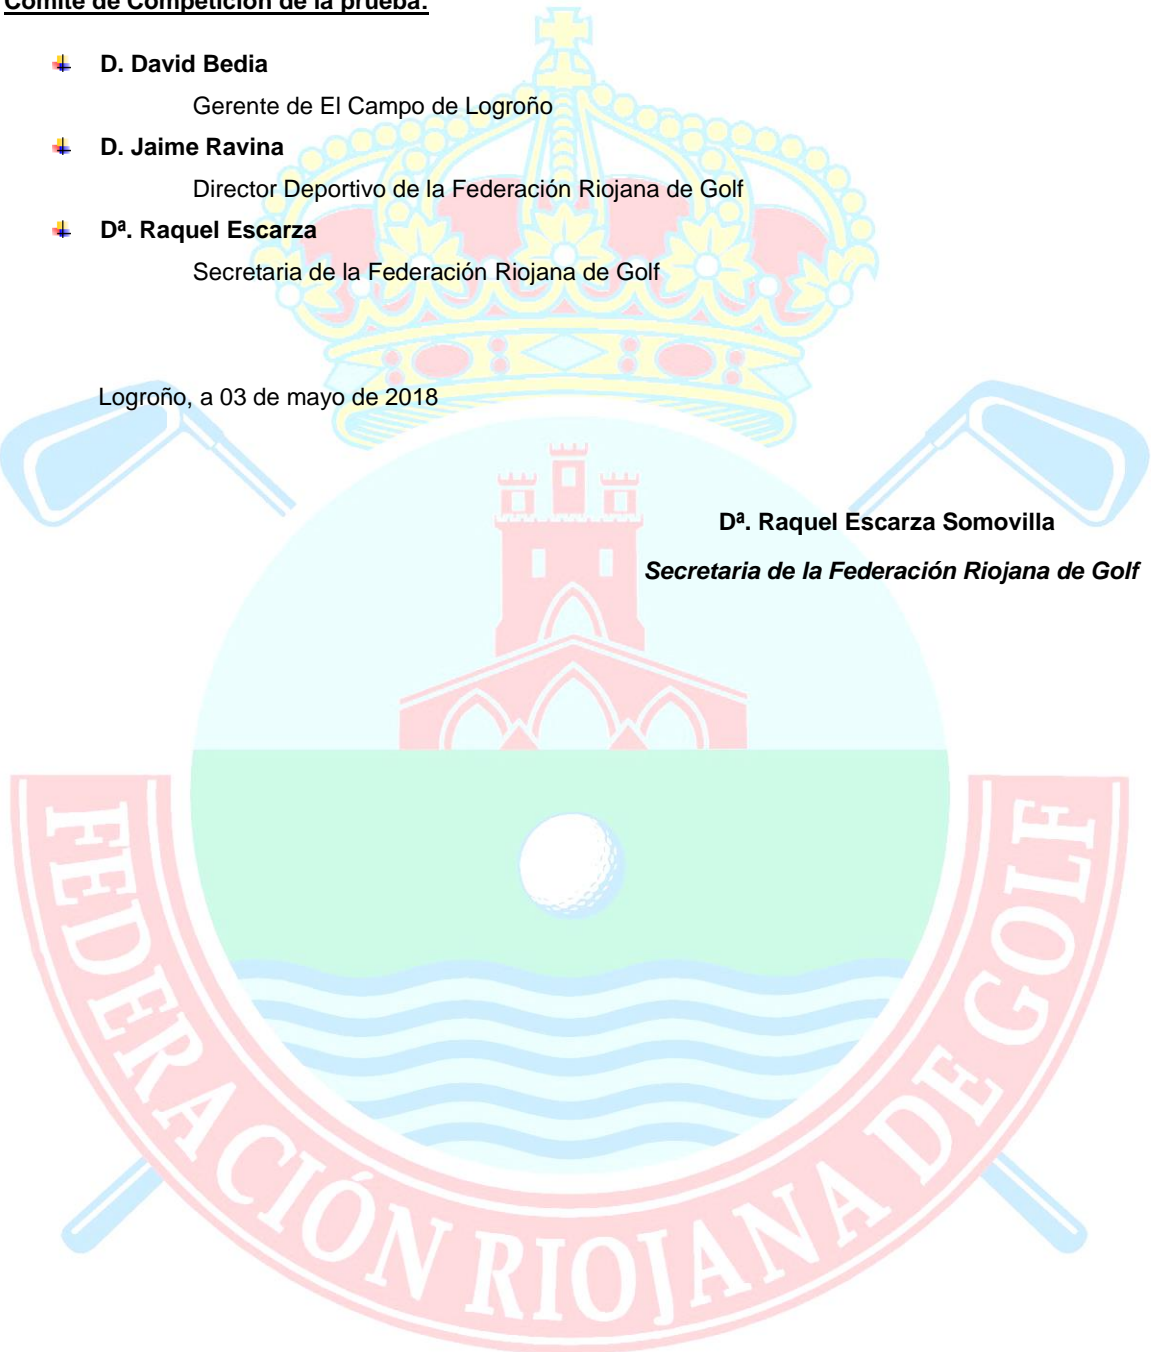 Comité de Competición de la prueba:
D. David Bedia
Gerente de El Campo de Logroño
D. Jaime Ravina
Director Deportivo de la Federación Riojana de Golf
Dª. Raquel Escarza
Secretaria de la Federación Riojana de Golf
Logroño, a 03 de mayo de 2018
Dª. Raquel Escarza Somovilla
Secretaria de la Federación Riojana de Golf
FEDERACIÓN RIOJANA DE GOLF